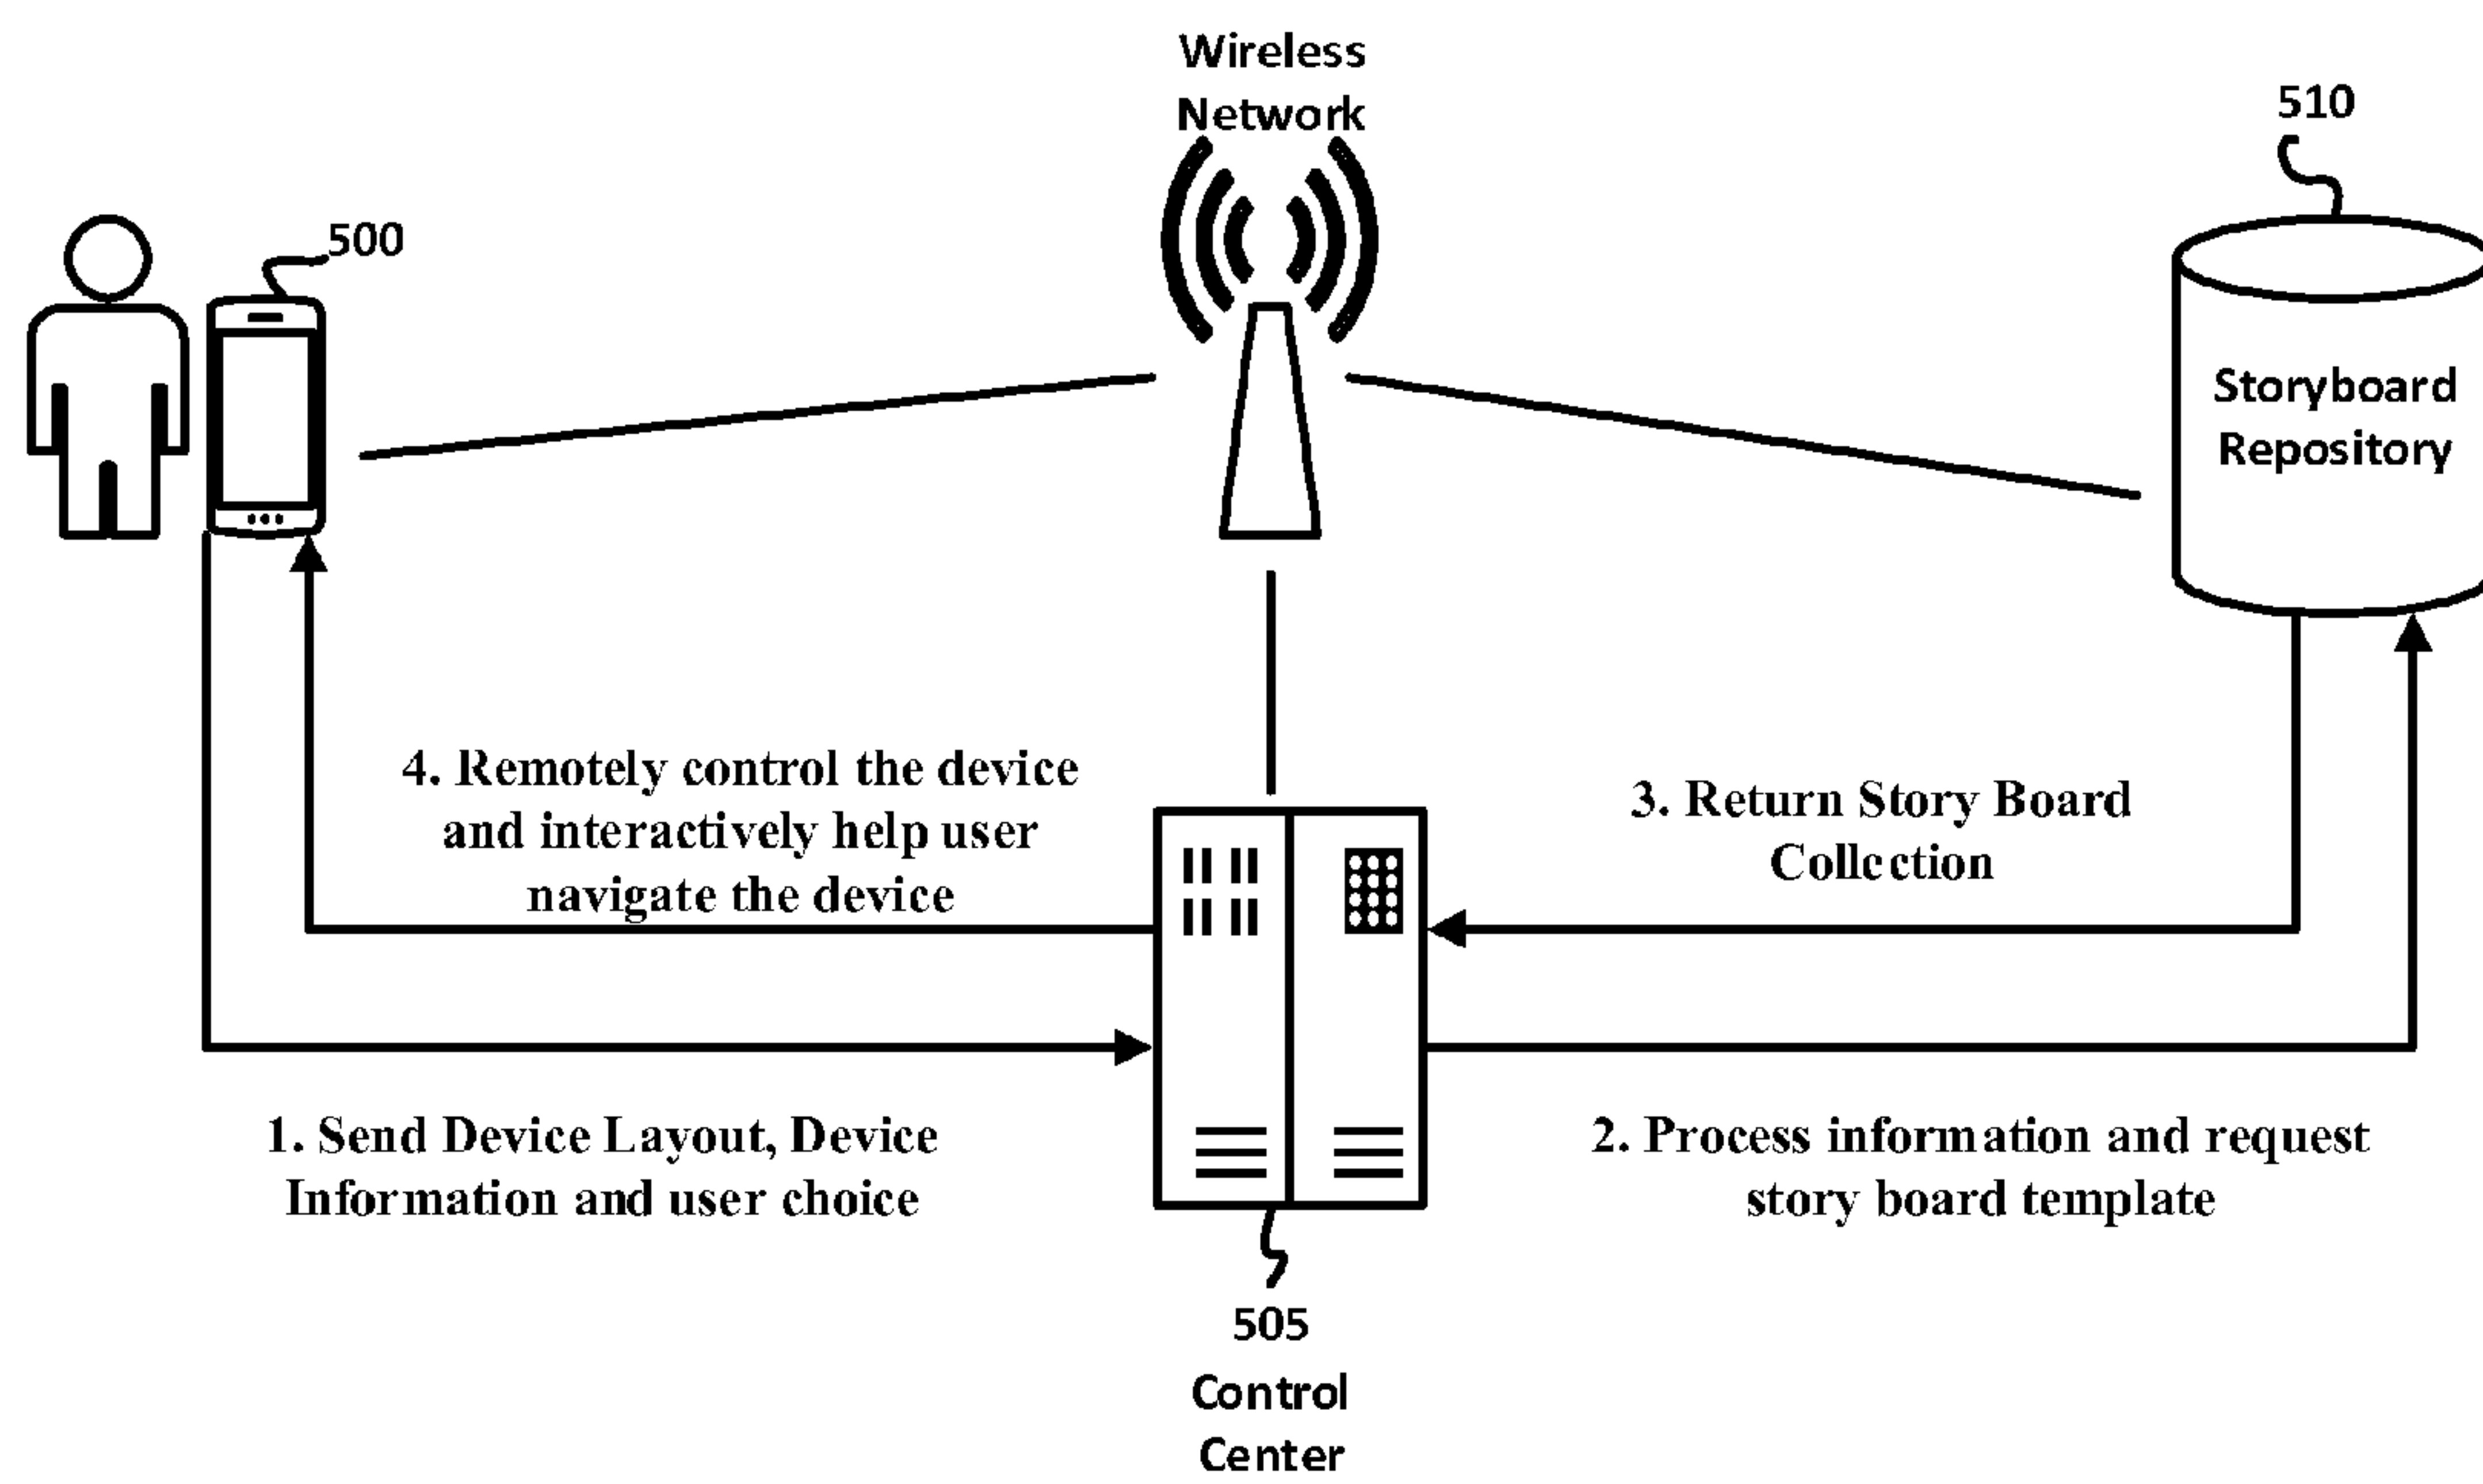 Wireless
Network
510
500
Storyboard
Repository
4. Remotely control the device
and interactively help user
navigate the device
3. Return Story Board
Collection
1. Send Device Layout, Device
Information and user choice
2. Process information and request
story board template
505
Control
Center